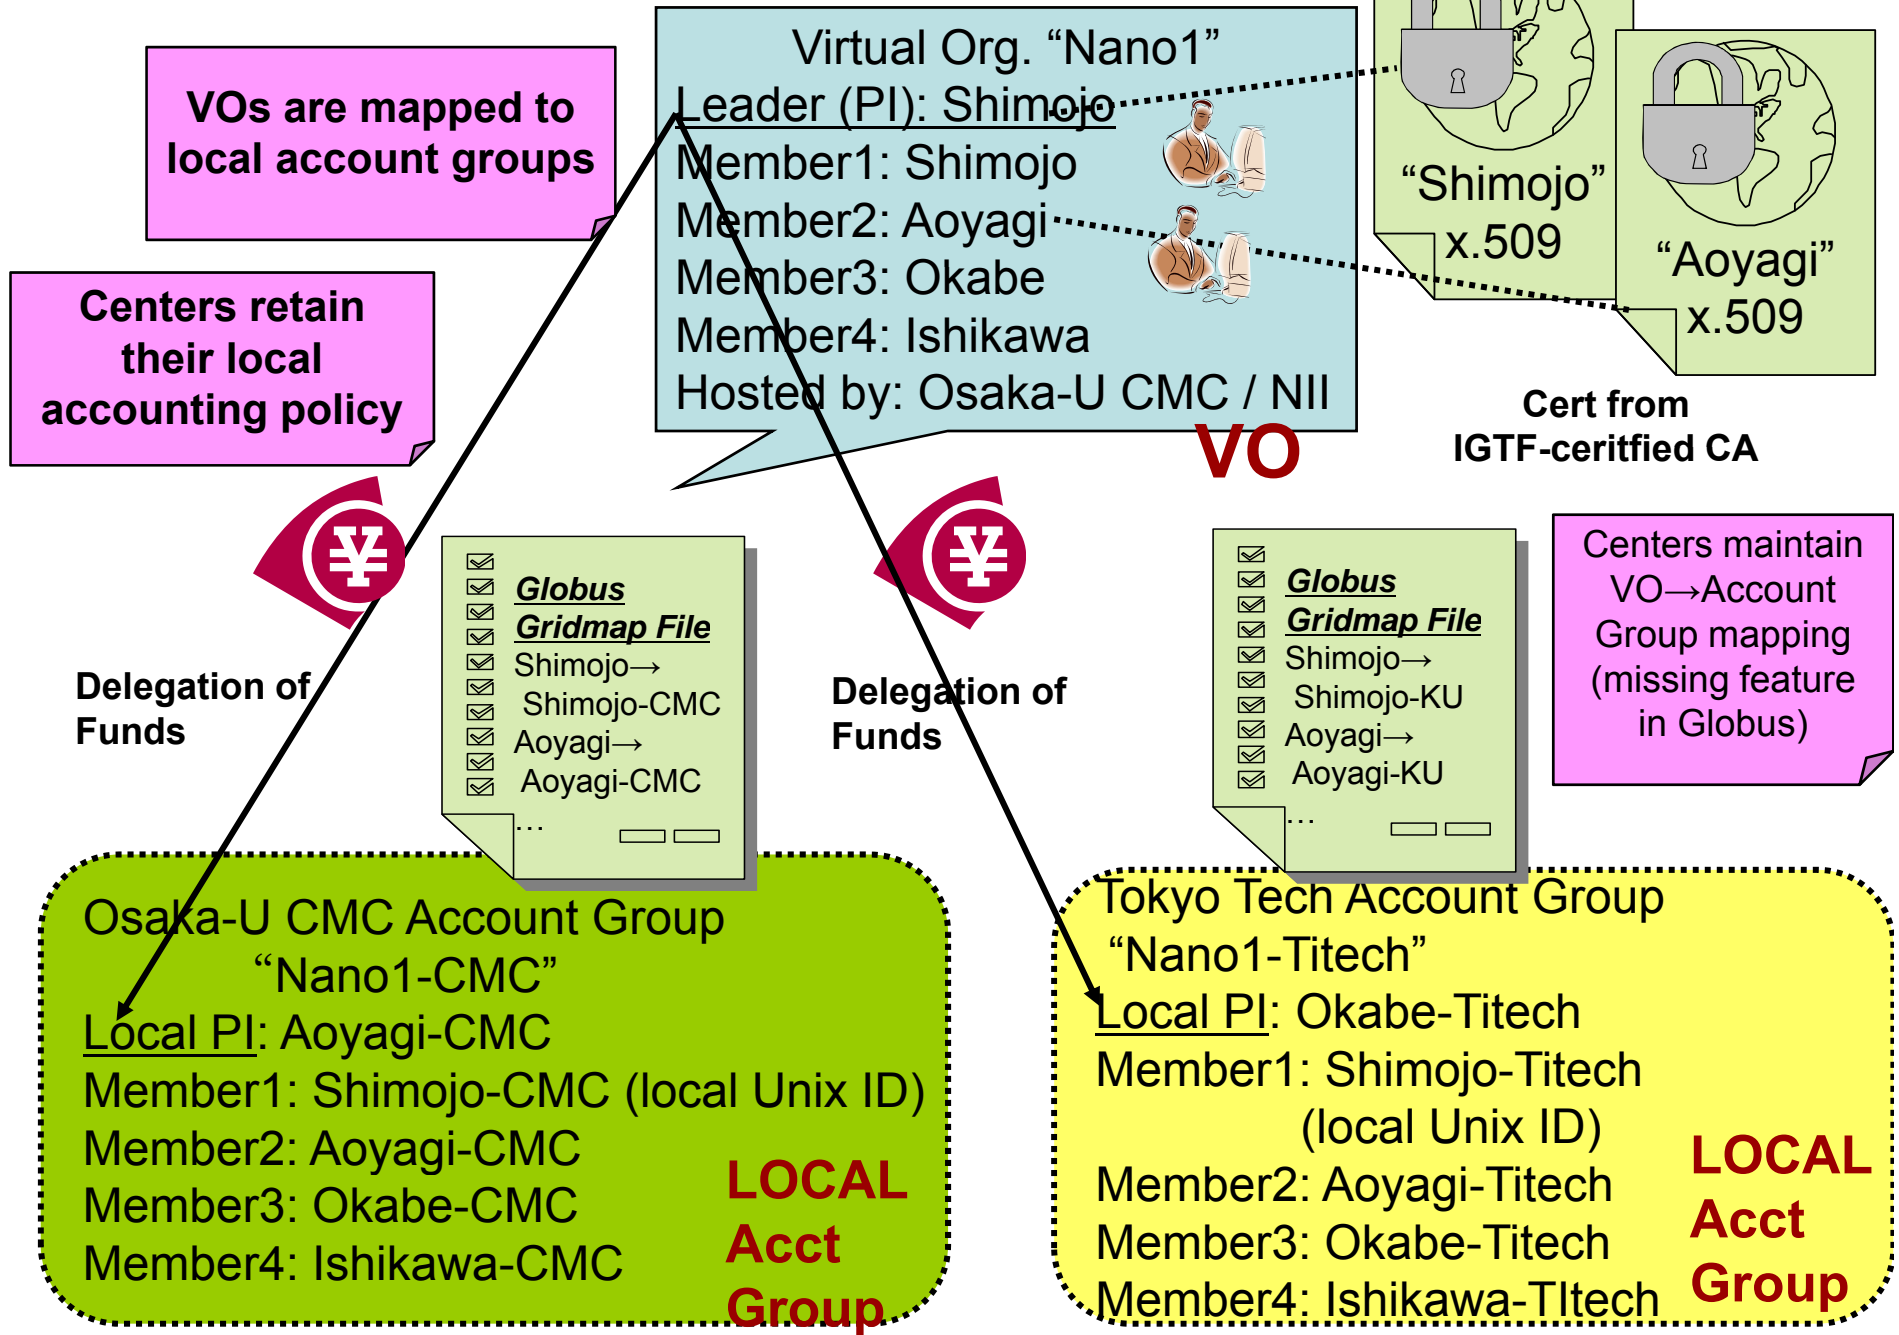 VOs are mapped to
local account groups
Centers retain
their local
accounting policy
Virtual Org. “Nano1”
Leader (PI): Shimojo
Member1: Shimojo
Member2: Aoyagi
Member3: Okabe
Member4: Ishikawa
Hosted by: Osaka-U CMC / NII
VO
“Shimojo”
x.509
“Aoyagi”
x.509
Cert from
IGTF-ceritfied CA
¥
Delegation of
Funds
Globus
Gridmap File
Shimojo→
Shimojo-CMC
Aoyagi→
Aoyagi-CMC
…
¥
Delegation of
Funds
Globus
Gridmap File
Shimojo→
Shimojo-KU
Aoyagi→
Aoyagi-KU
…
Centers maintain
VO→Account
Group mapping
(missing feature
in Globus)
Osaka-U CMC Account Group
“Nano1-CMC”
Local PI: Aoyagi-CMC
Member1: Shimojo-CMC (local Unix ID)
Member2: Aoyagi-CMC
Member3: Okabe-CMC
Member4: Ishikawa-CMC
LOCAL
Acct
Group
Tokyo Tech Account Group
“Nano1-Titech”
Local PI: Okabe-Titech
Member1: Shimojo-Titech
(local Unix ID)
Member2: Aoyagi-Titech
Member3: Okabe-Titech
Member4: Ishikawa-TItech
LOCAL
Acct
Group